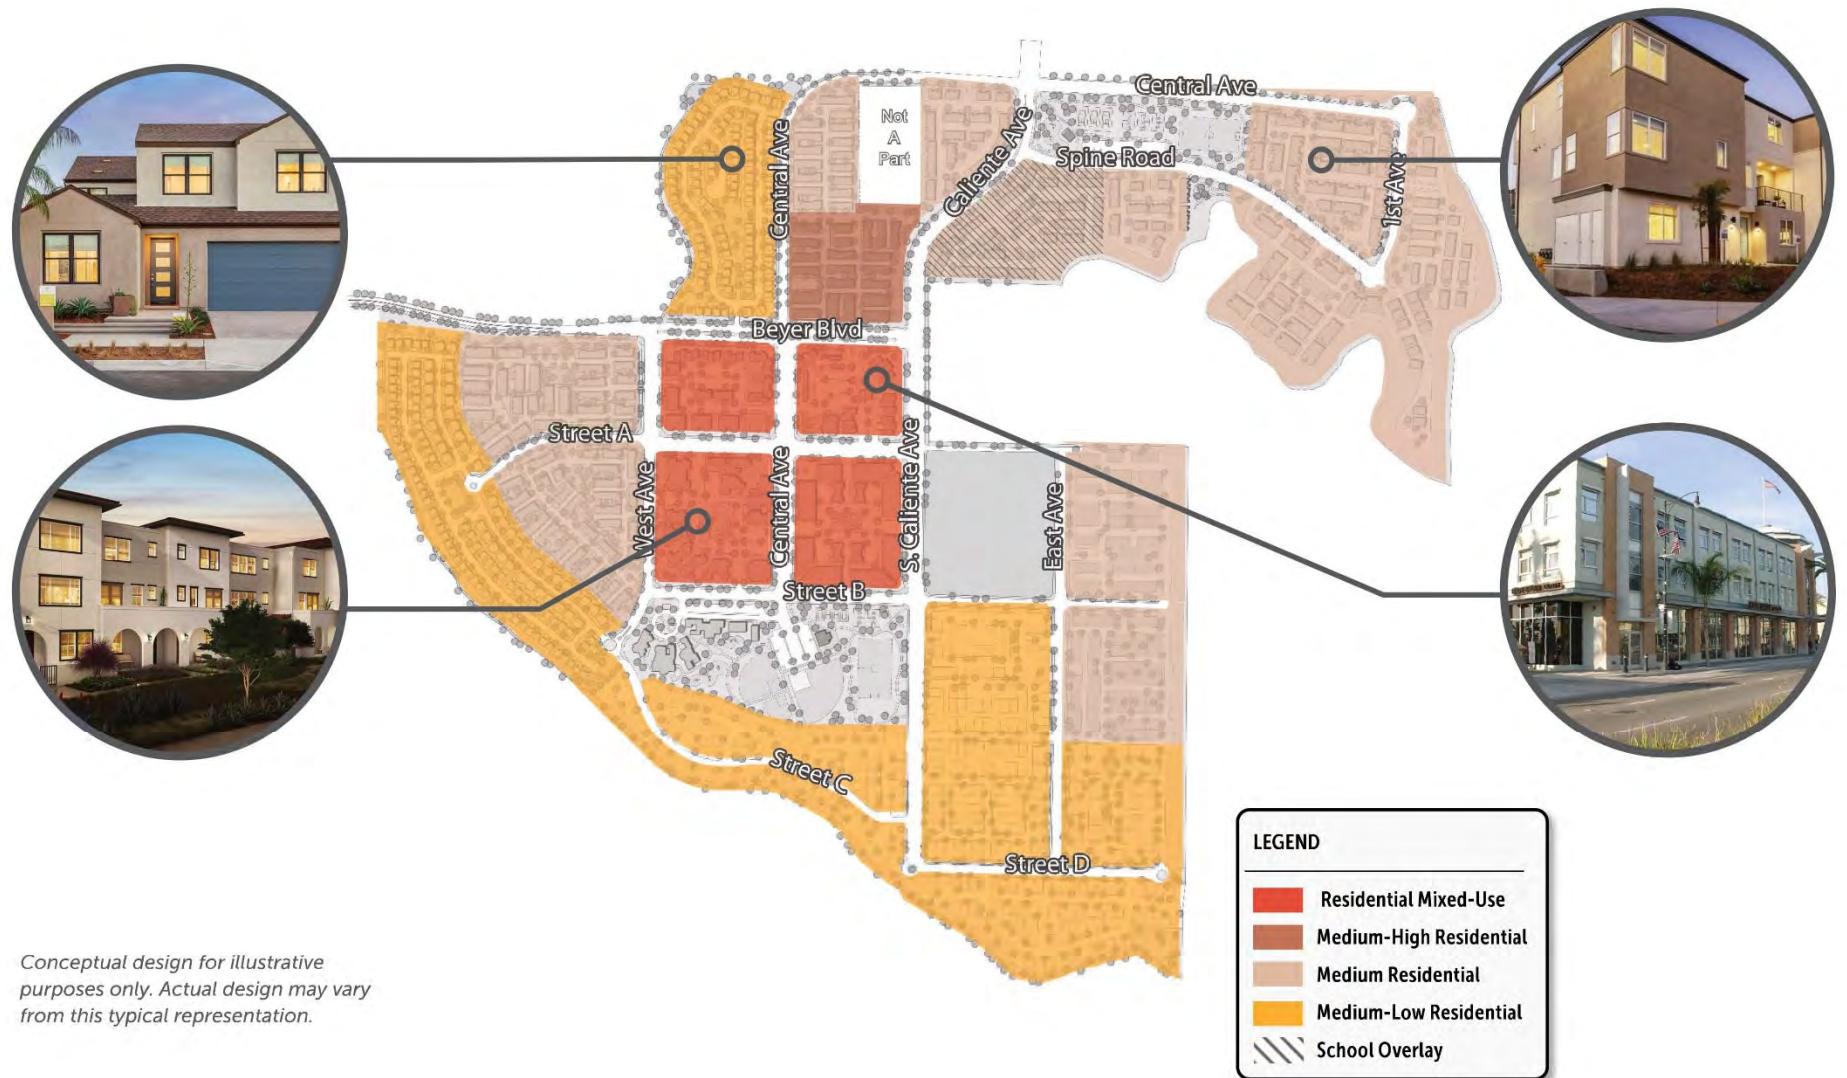 Central Ave
Not
A
Part
Central Ave
Caliente Ave
Spine Road
1st Ave
Beyer Blvd
Street A
West Ave
Central Ave
S. Caliente Ave
East Ave
Street B
Street C
Street D
LEGEND
Residential Mixed-Use
Medium-High Residential
Medium Residential
Medium-Low Residential
School Overlay
Conceptual design for illustrative
purposes only. Actual design may vary
from this typical representation.